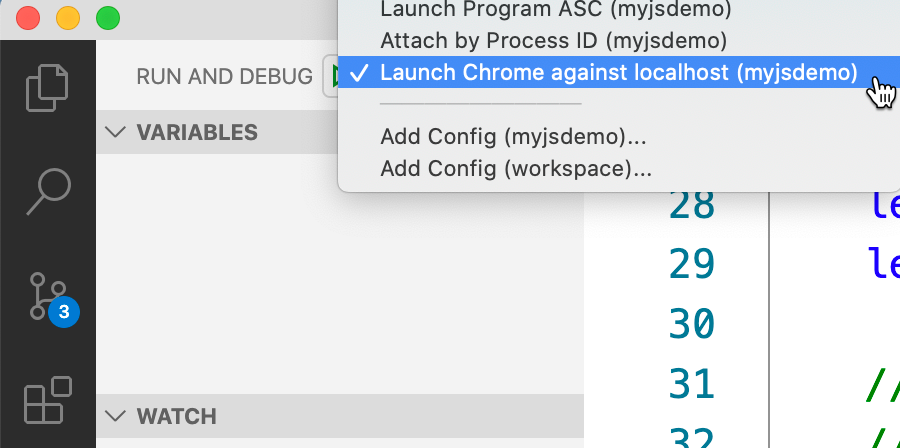 Launch Program ASC (myjsdemo)
Attach by Process ID (myjsdemo)
RUN AND DEBUG
✓ Launch Chrome against localhost (myjsdemo)
VARIABLES
Add Config (myjsdemo)...
Add Config (workspace)...
28 le
29 le
3
30
31 //
WATCH
32 //